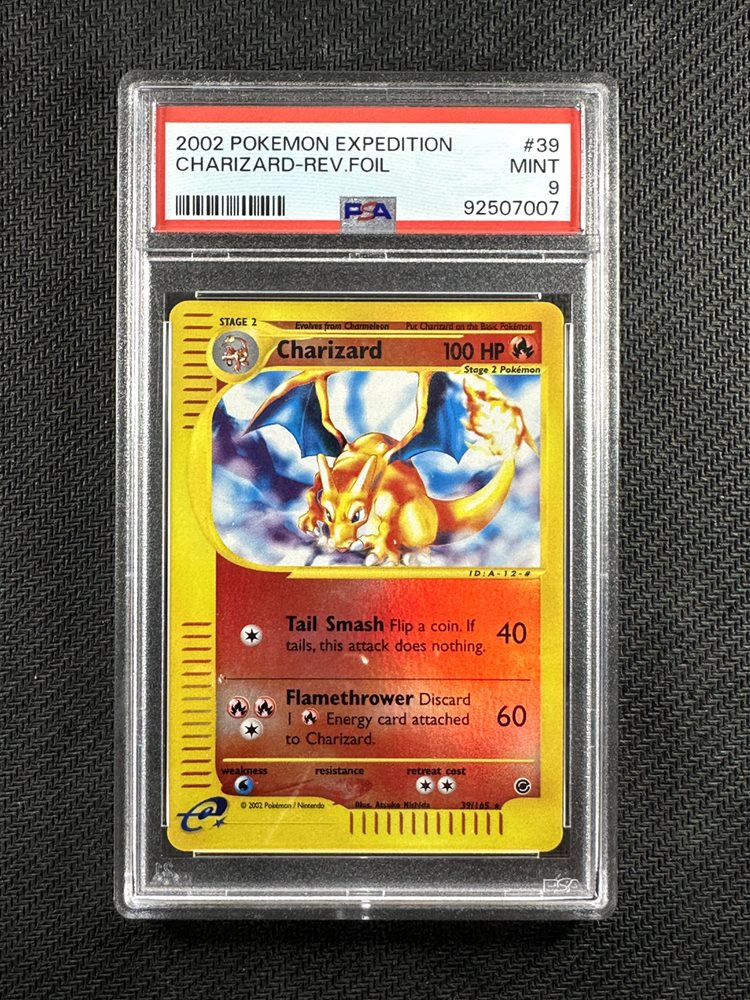 2002 POKEMON EXPEDITION #39
CHARIZARD-REV.FOIL MINT
9
PSA 92507007
STAGE 2 Evolves from Charmeleon Put Charizard on the Basic Pokémon
Charizard 100 HP
Stage 2 Pokémon
ID:A-12-#
Tail Smash Flip a coin. If
tails, this attack does nothing. 40
Flamethrower Discard
1 Energy card attached 60
to Charizard.
weakness resistance retreat cost
e
© 2002 Pokémon / Nintendo Illus. Atsuko Nishida 39/165
PSA